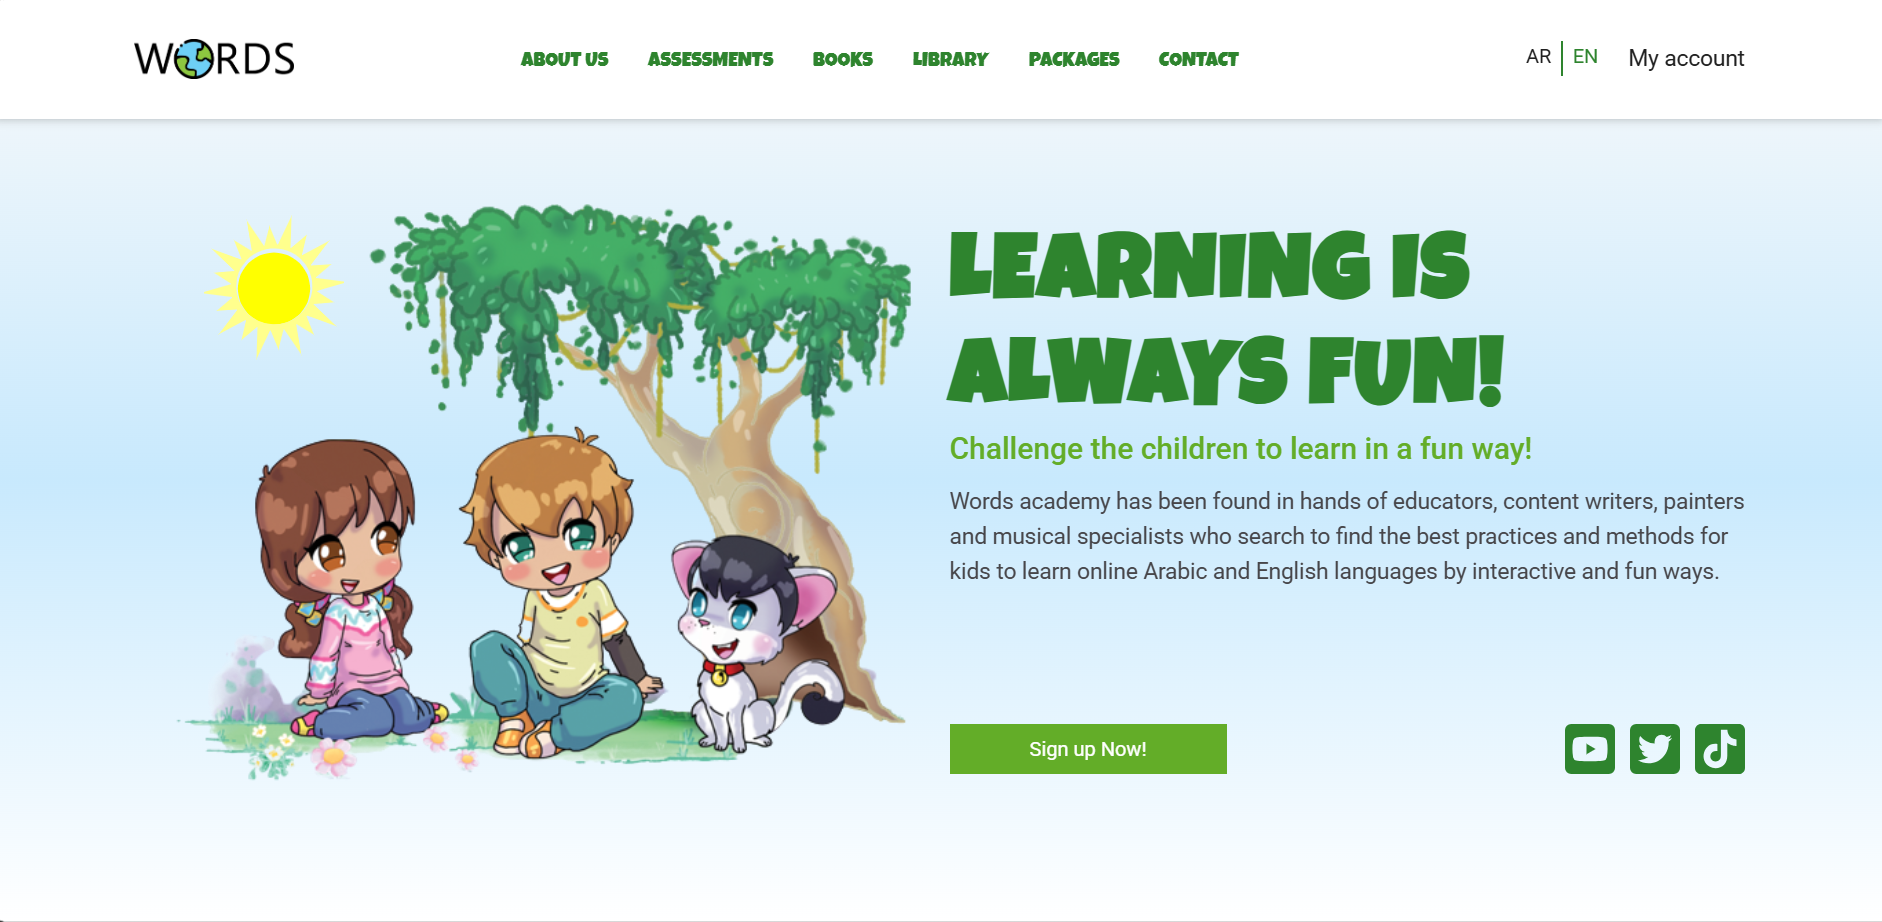 WORDS
ABOUT US
ASSESSMENTS
BOOKS
LIBRARY
PACKAGES
CONTACT
AR
EN
My account
LEARNING IS
ALWAYS FUN!
Challenge the children to learn in a fun way!
Words academy has been found in hands of educators, content writers, painters
and musical specialists who search to find the best practices and methods for
kids to learn online Arabic and English languages by interactive and fun ways.
Sign up Now!